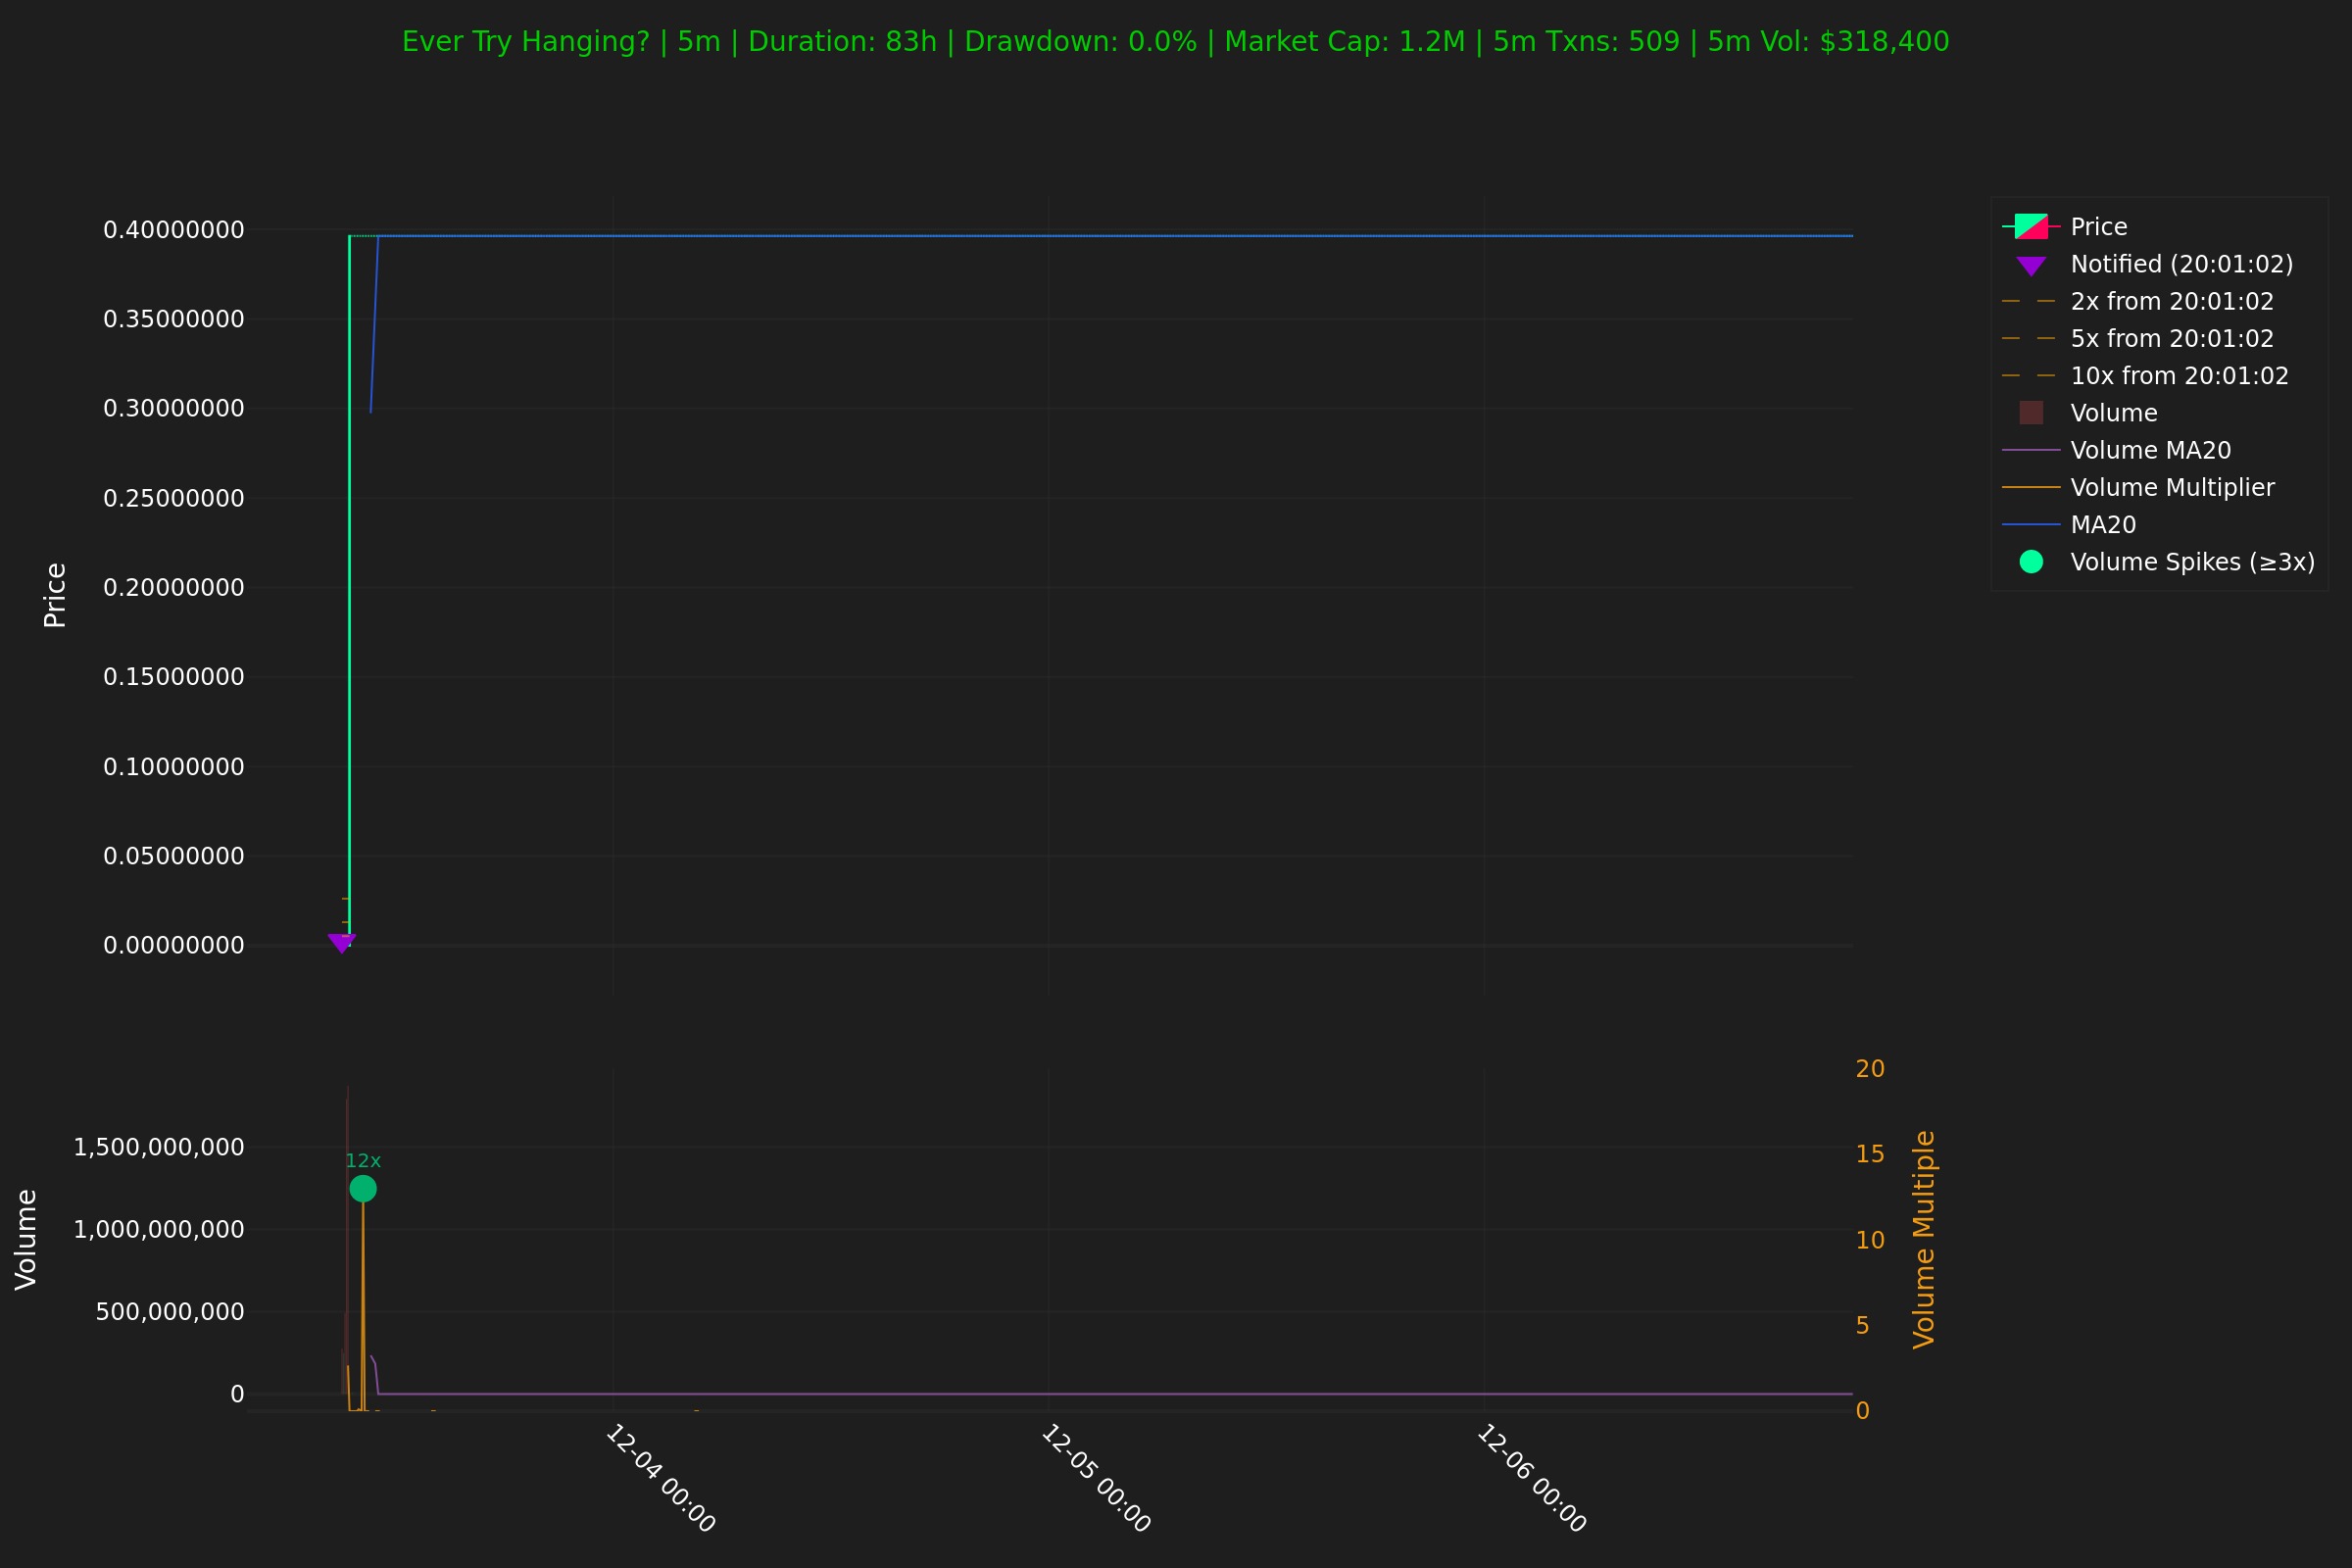 Ever Try Hanging? | 5m | Duration: 83h | Drawdown: 0.0% | Market Cap: 1.2M | 5m Txns: 509 | 5m Vol: $318,400
Price
0.40000000
0.35000000
0.30000000
0.25000000
0.20000000
0.15000000
0.10000000
0.05000000
0.00000000
Price
Notified (20:01:02)
2x from 20:01:02
5x from 20:01:02
10x from 20:01:02
Volume
Volume MA20
Volume Multiplier
MA20
Volume Spikes (≥3x)
Volume
1,500,000,000
1,000,000,000
500,000,000
0
12x
20
15
10
5
0
Volume Multiple
12-04 00:00
12-05 00:00
12-06 00:00